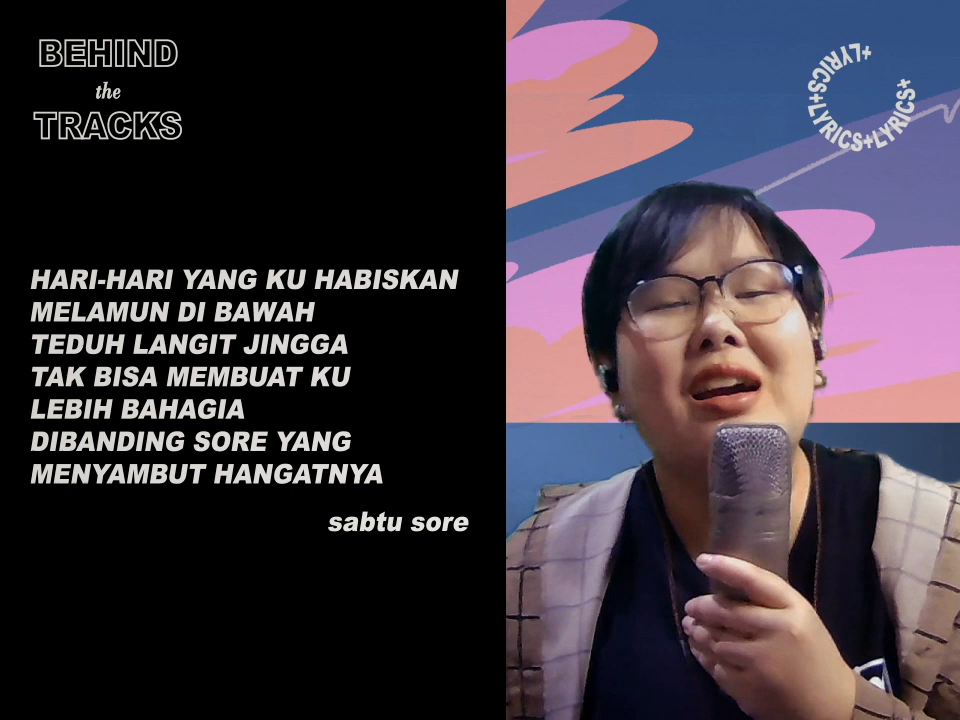 BEHIND
the
TRACKS
+LYRICS+LYRICS+LYRICS+
HARI-HARI YANG KU HABISKAN
MELAMUN DI BAWAH
TEDUH LANGIT JINGGA
TAK BISA MEMBUAT KU
LEBIH BAHAGIA
DIBANDING SORE YANG
MENYAMBUT HANGATNYA
sabtu sore